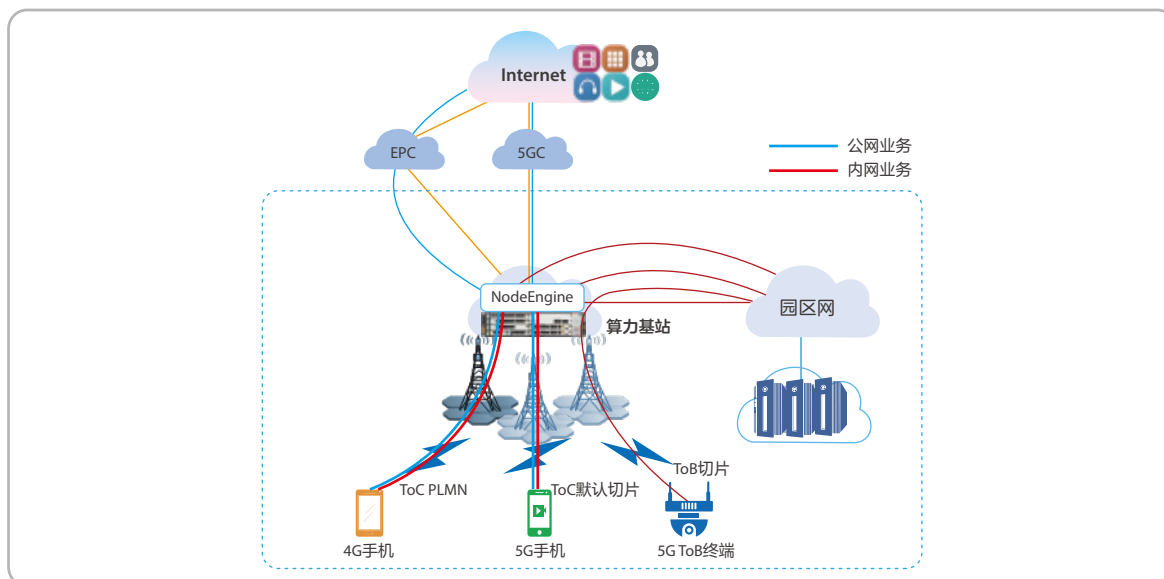 Internet
EPC
5GC
公网业务
内网业务
NodeEngine
算力基站
园区网
ToB切片
ToC PLMN
ToC默认切片
4G手机
5G手机
5G ToB终端